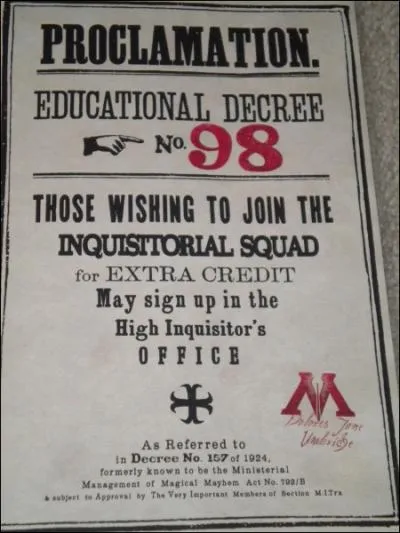 PROCLAMATION.
EDUCATIONAL DECREE
No. 98
THOSE WISHING TO JOIN THE
INQUISITORIAL SQUAD
for EXTRA CREDIT
May sign up in the
High Inquisitor's
OFFICE
M
Dolores Jane
Umbridge
As Referred to
in Decree No. 157 of 1924,
formerly known to be the Ministerial
Management of Magical Mayhem Act No. 792/B
& subject to Approval by The Very Important Members of Section M.I.Tra